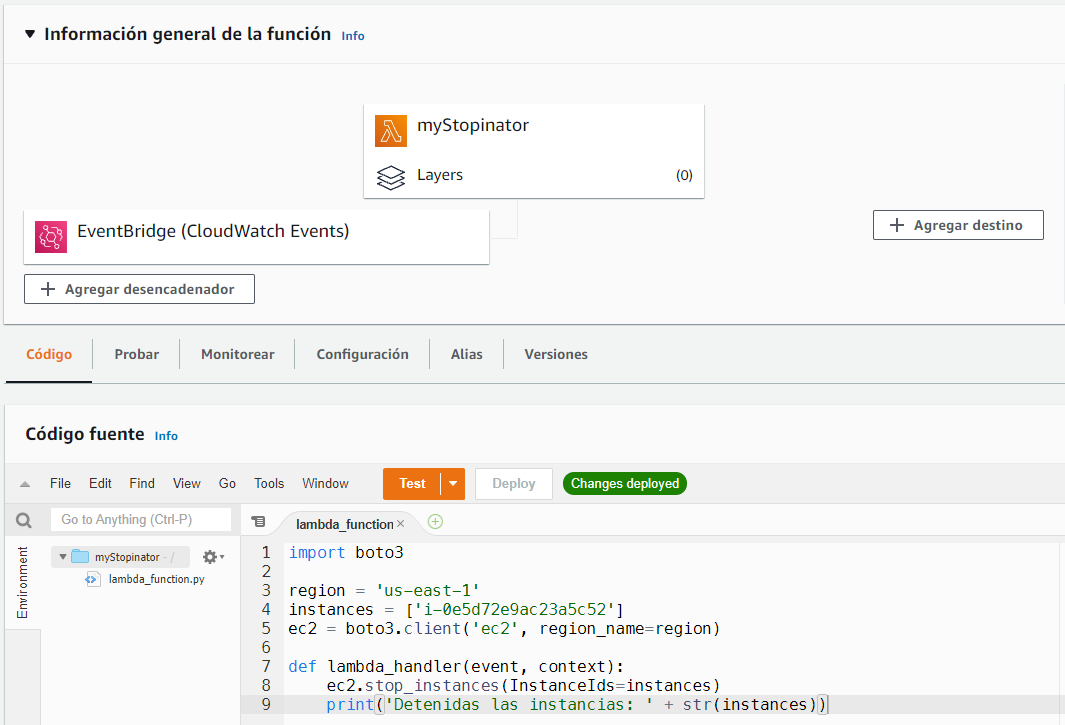 ▼ Información general de la función Info
myStopinator
Layers (0)
EventBridge (CloudWatch Events)
+ Agregar destino
+ Agregar desencadenador
Código Probar Monitorear Configuración Alias Versiones
Código fuente Info
File Edit Find View Go Tools Window Test Deploy Changes deployed
Go to Anything (Ctrl-P)
lambda_function ×
Environment
myStopinator - /
lambda_function.py
1 import boto3
2
3 region = 'us-east-1'
4 instances = ['i-0e5d72e9ac23a5c52']
5 ec2 = boto3.client('ec2', region_name=region)
6
7 def lambda_handler(event, context):
8     ec2.stop_instances(InstanceIds=instances)
9     print('Detenidas las instancias: ' + str(instances))